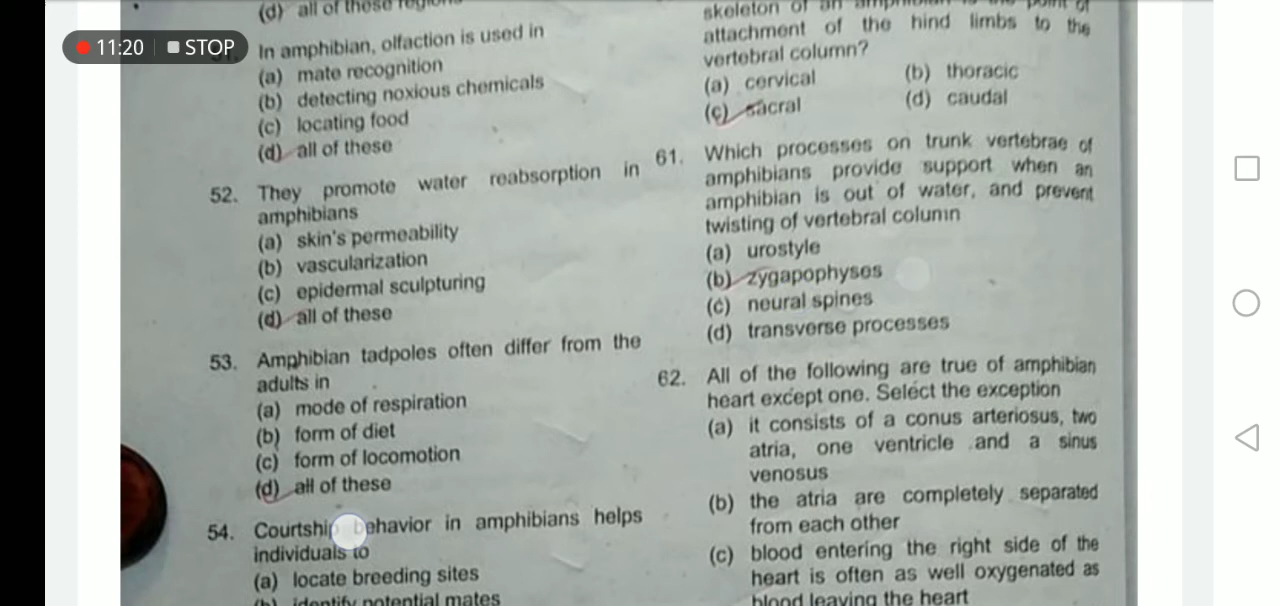 11:20 STOP
(d) all of these regions
In amphibian, olfaction is used in
(a) mate recognition
(b) detecting noxious chemicals
(c) locating food
(d) all of these
52. They promote water reabsorption in
amphibians
(a) skin's permeability
(b) vascularization
(c) epidermal sculpturing
(d) all of these
53. Amphibian tadpoles often differ from the
adults in
(a) mode of respiration
(b) form of diet
(c) form of locomotion
(d) all of these
54. Courtship behavior in amphibians helps
individuals to
(a) locate breeding sites
(b) identify potential mates
skeleton of an amphibian is the point of
attachment of the hind limbs to the
vertebral column?
(a) cervical (b) thoracic
(c) sacral (d) caudal
61. Which processes on trunk vertebrae of
amphibians provide support when an
amphibian is out of water, and prevent
twisting of vertebral column
(a) urostyle
(b) zygapophyses
(c) neural spines
(d) transverse processes
62. All of the following are true of amphibian
heart except one. Select the exception
(a) it consists of a conus arteriosus, two
atria, one ventricle and a sinus
venosus
(b) the atria are completely separated
from each other
(c) blood entering the right side of the
heart is often as well oxygenated as
blood leaving the heart